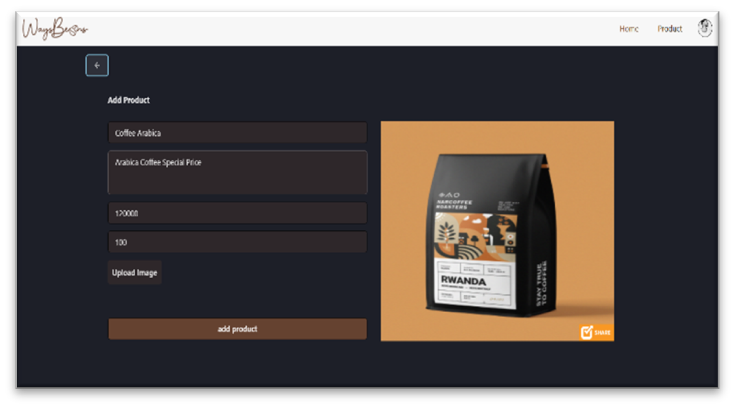 WaysBeans
Home Product
←
Add Product
Coffee Arabica
Arabica Coffee Special Price
120000
100
Upload Image
add product
RWANDA
STAY TRUE
TO COFFEE
SHARE